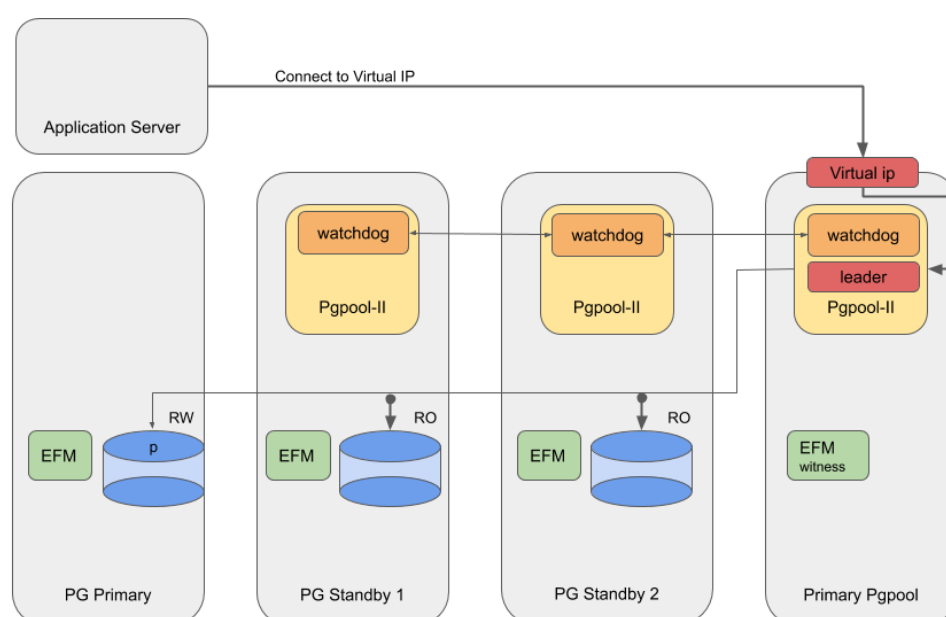 Connect to Virtual IP
Application Server
Virtual ip
watchdog
watchdog
watchdog
leader
Pgpool-II
Pgpool-II
Pgpool-II
RW
RO
RO
p
EFM
EFM
EFM
EFM
witness
PG Primary
PG Standby 1
PG Standby 2
Primary Pgpool